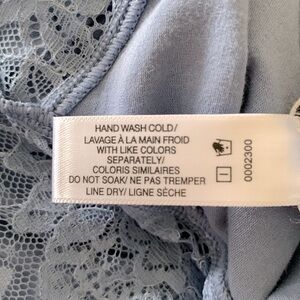 HAND WASH COLD/
LAVAGE À LA MAIN FROID
WITH LIKE COLORS
SEPARATELY/
COLORIS SIMILAIRES
DO NOT SOAK/ NE PAS TREMPER
LINE DRY/ LIGNE SÈCHE
0002300